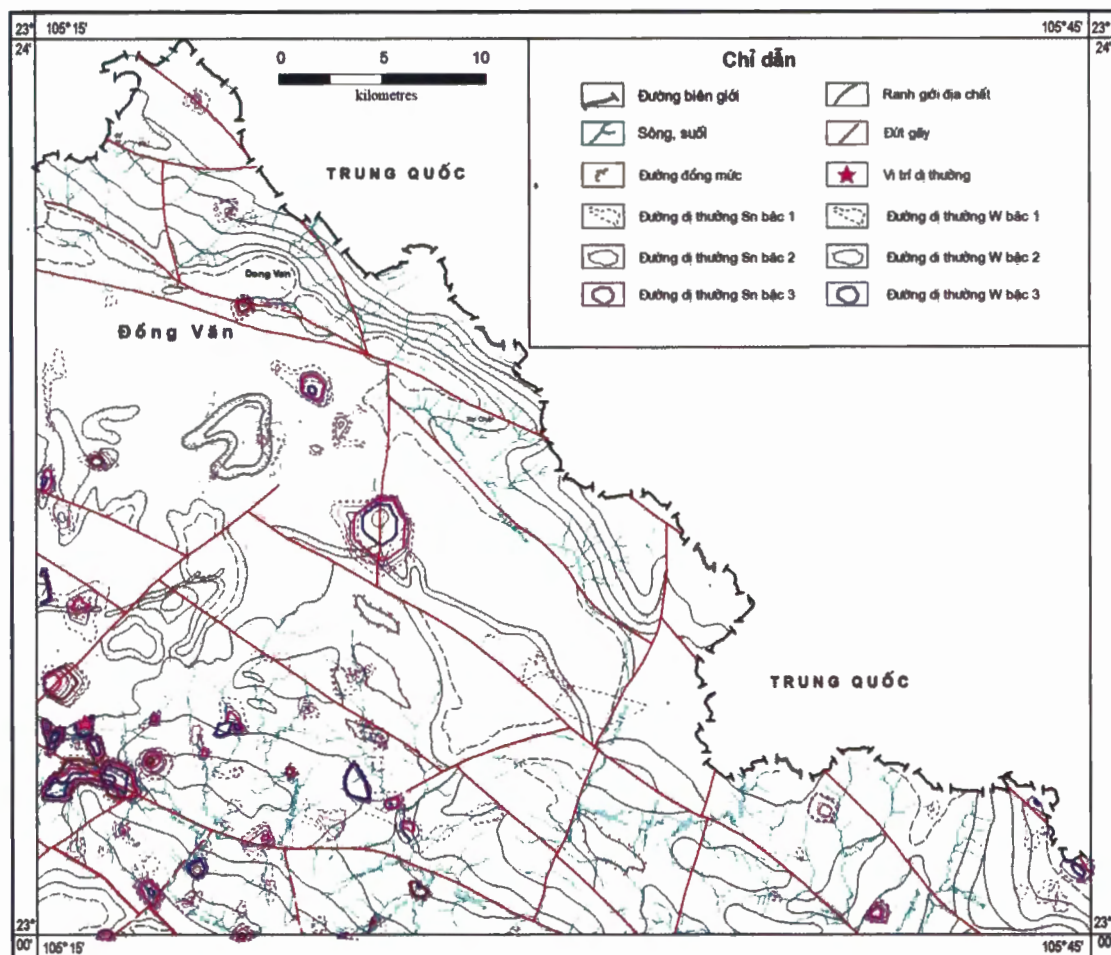 23°
24'
105°15'
105°45'
23°
24'
0 5 10
kilometres
Chỉ dẫn
Đường biên giới
Ranh gới địa chất
Sông, suối
Đứt gãy
Đường đồng mức
Vị trí dị thường
Đường dị thường Sn bậc 1
Đường dị thường W bậc 1
Đường dị thường Sn bậc 2
Đường dị thường W bậc 2
Đường dị thường Sn bậc 3
Đường dị thường W bậc 3
TRUNG QUỐC
Dong Van
Đồng Văn
TRUNG QUỐC
23°
00'
105°15'
105°45'
23°
00'